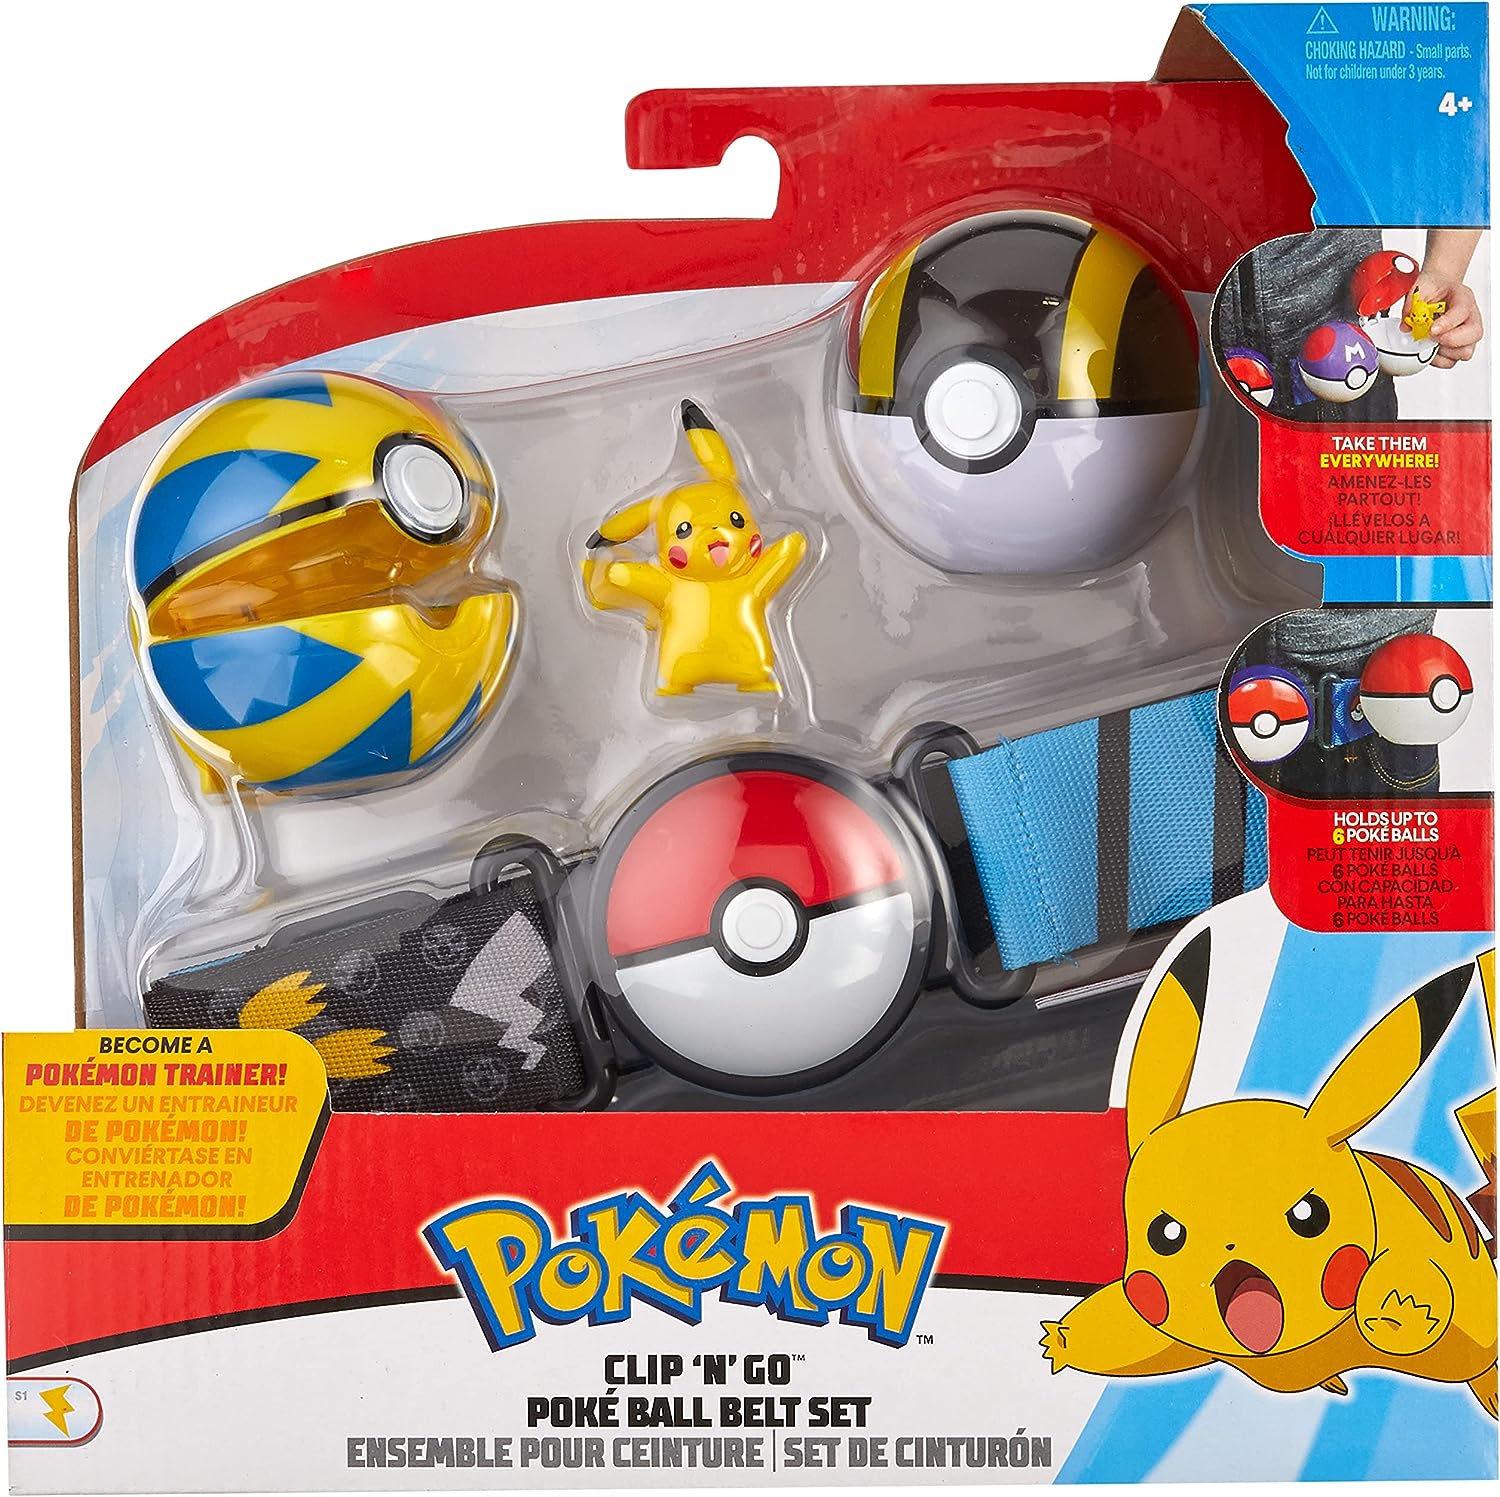 WARNING:
CHOKING HAZARD - Small parts.
Not for children under 3 years.
4+
M
TAKE THEM
EVERYWHERE!
AMENEZ-LES
PARTOUT!
¡LLÉVELOS A
CUALQUIER LUGAR!
HOLDS UP TO
6 POKÉ BALLS
PEUT TENIR JUSQU'À
6 POKÉ BALLS
CON CAPACIDAD
PARA HASTA
6 POKÉ BALLS
BECOME A
POKÉMON TRAINER!
DEVENEZ UN ENTRAINEUR
DE POKÉMON!
CONVIÉRTASE EN
ENTRENADOR
DE POKÉMON!
POKÉMON™
CLIP 'N' GO™
POKÉ BALL BELT SET
ENSEMBLE POUR CEINTURE | SET DE CINTURÓN
S1